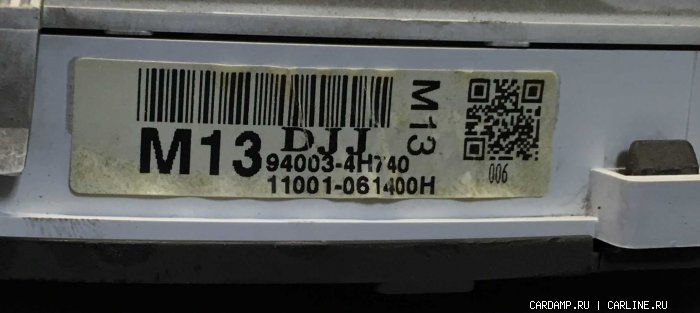 M13 DJJ M13
94003-4H740
11001-061400H
006
CARDAMP.RU | CARLINE.RU